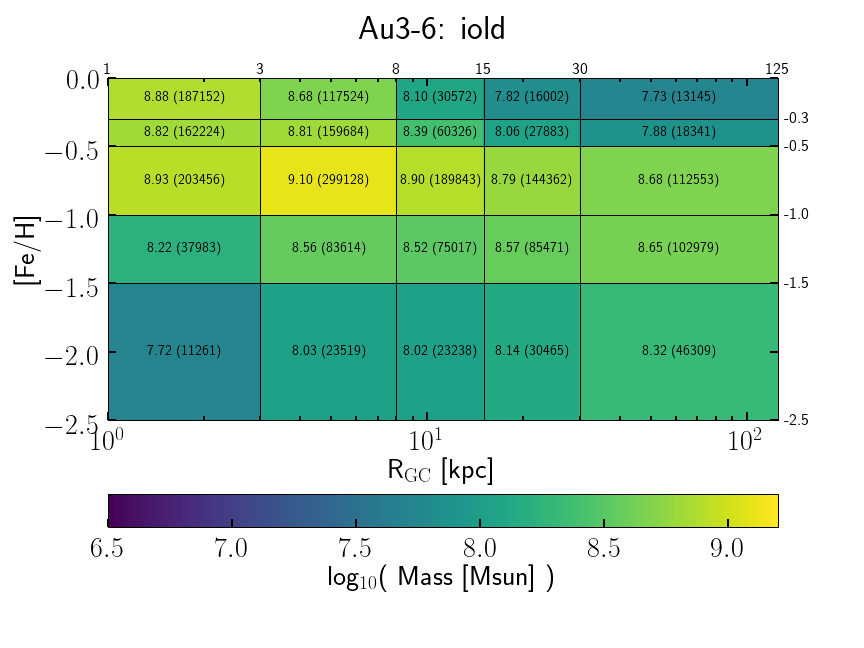 Au3-6: iold
1 3 8 15 30 125
0.0
8.88 (187152) 8.68 (117524) 8.10 (30572) 7.82 (16002) 7.73 (13145)
-0.3
8.82 (162224) 8.81 (159684) 8.39 (60326) 8.06 (27883) 7.88 (18341)
−0.5 -0.5
8.93 (203456) 9.10 (299128) 8.90 (189843) 8.79 (144362) 8.68 (112553)
−1.0 -1.0
[Fe/H]
8.22 (37983) 8.56 (83614) 8.52 (75017) 8.57 (85471) 8.65 (102979)
−1.5 -1.5
7.72 (11261) 8.03 (23519) 8.02 (23238) 8.14 (30465) 8.32 (46309)
−2.0
−2.5 -2.5
10⁰ 10¹ 10²
R_GC [kpc]
6.5 7.0 7.5 8.0 8.5 9.0
log₁₀( Mass [Msun] )